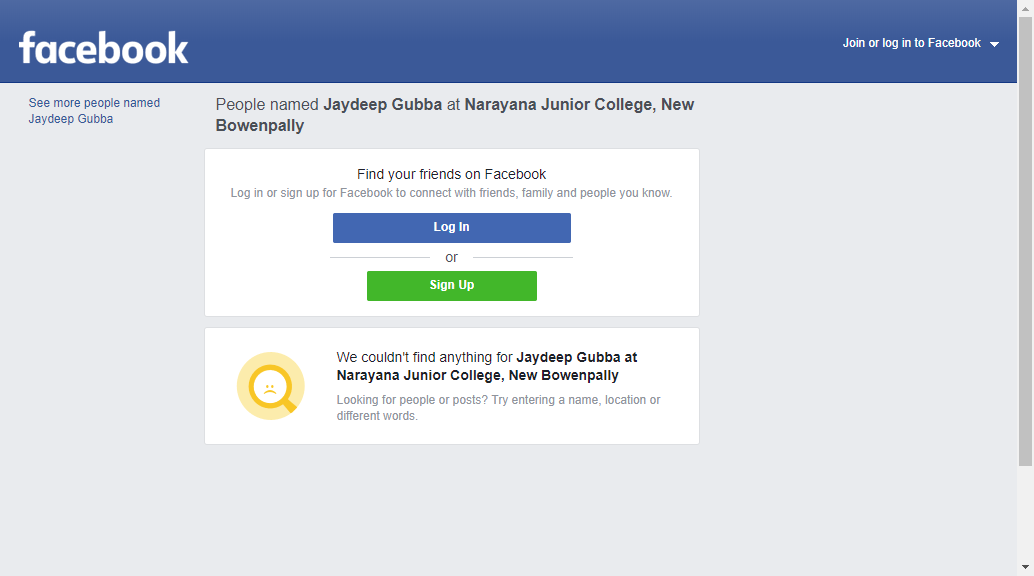 facebook
Join or log in to Facebook
See more people named
Jaydeep Gubba
People named Jaydeep Gubba at Narayana Junior College, New
Bowenpally
Find your friends on Facebook
Log in or sign up for Facebook to connect with friends, family and people you know.
Log In
or
Sign Up
We couldn't find anything for Jaydeep Gubba at
Narayana Junior College, New Bowenpally
Looking for people or posts? Try entering a name, location or
different words.